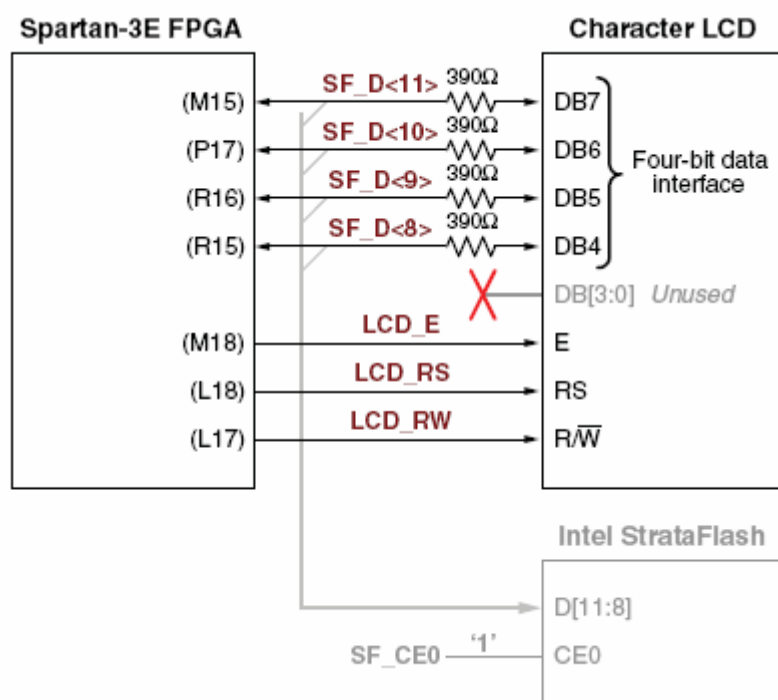 Spartan-3E FPGA
Character LCD
(M15) SF_D<11> 390Ω DB7
(P17) SF_D<10> 390Ω DB6
(R16) SF_D<9> 390Ω DB5
(R15) SF_D<8> 390Ω DB4
Four-bit data
interface
DB[3:0] Unused
(M18) LCD_E E
(L18) LCD_RS RS
(L17) LCD_RW R/W̅
Intel StrataFlash
D[11:8]
SF_CE0 ‘1’ CE0